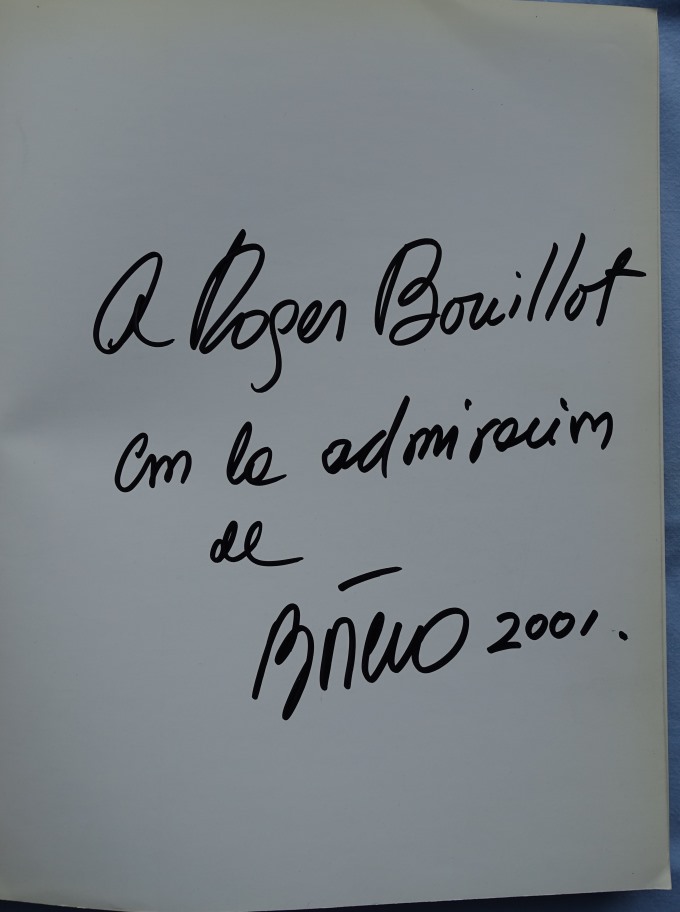 A Roger Bouillot
con la admiración
de
2001.